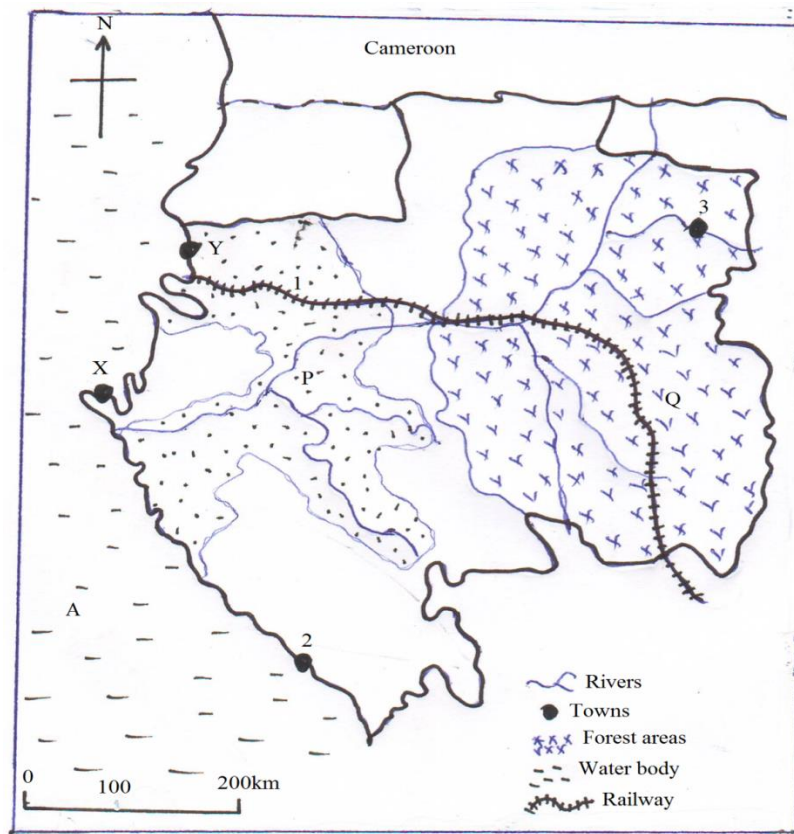 N
Cameroon
3
Y
1
X
P
Q
A
2
Rivers
Towns
Forest areas
Water body
Railway
0 100 200km